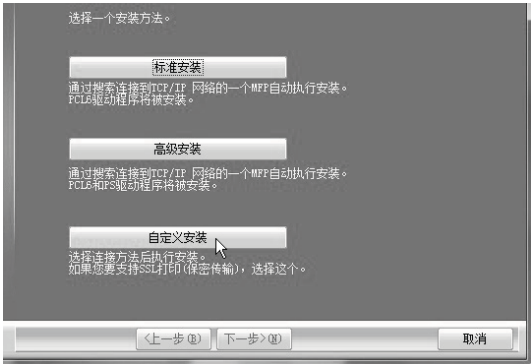 选择一个安装方法。
标准安装
通过搜索连接到TCP/IP 网络的一个MFP自动执行安装。
PCL6驱动程序将被安装。
高级安装
通过搜索连接到TCP/IP 网络的一个MFP自动执行安装。
PCL6和PS驱动程序将被安装。
自定义安装
选择连接方法后执行安装。
如果您要支持SSL打印(保密传输)，选择这个。
<上一步(B) 下一步>(N) 取消